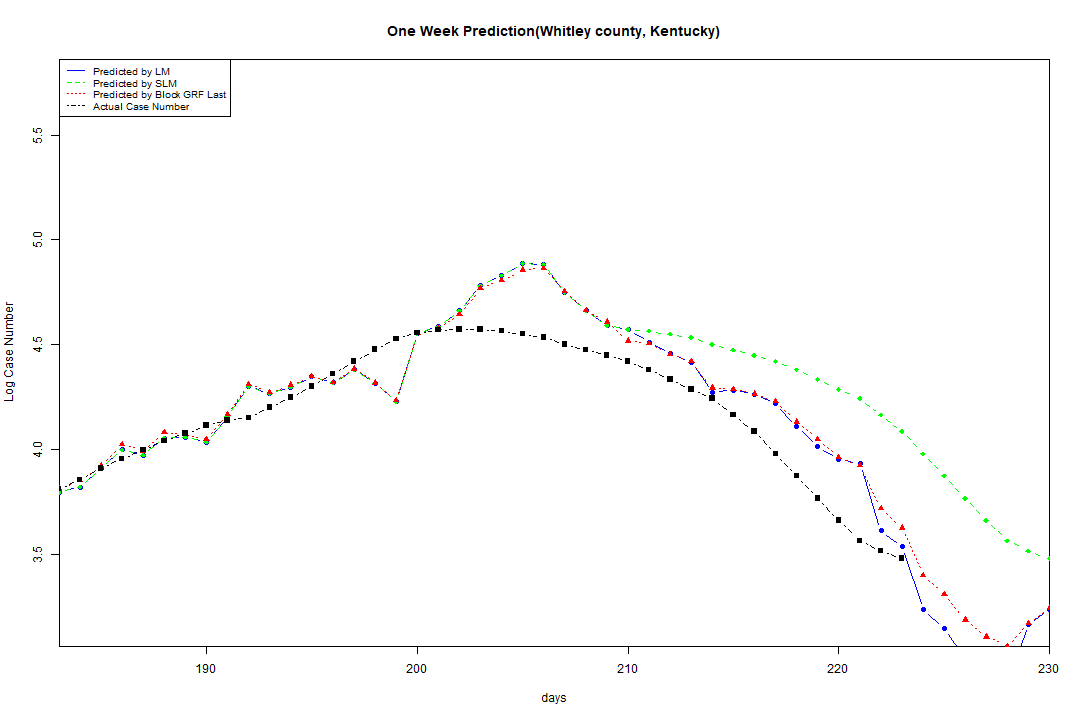 One Week Prediction(Whitley county, Kentucky)
Predicted by LM
Predicted by SLM
Predicted by Block GRF Last
Actual Case Number
5.5
5.0
4.5
4.0
3.5
Log Case Number
190 200 210 220 230
days